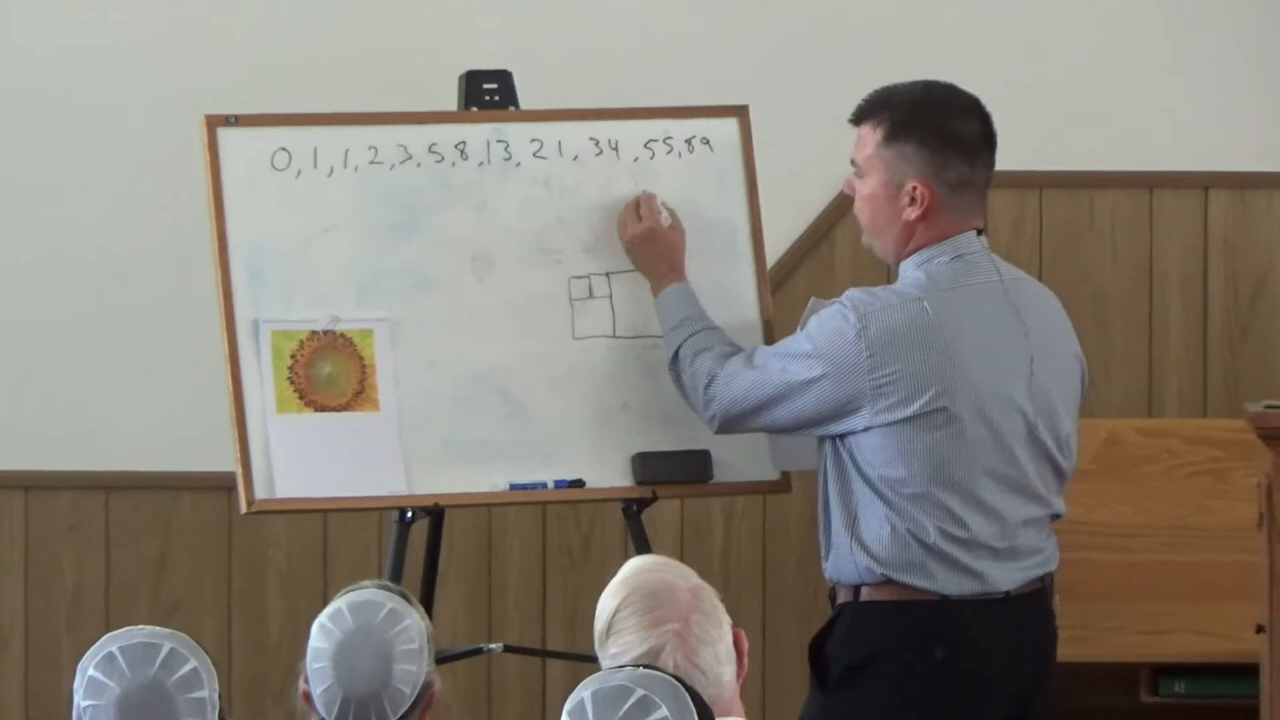 0, 1, 1, 2, 3, 5, 8, 13, 21, 34, 55, 89